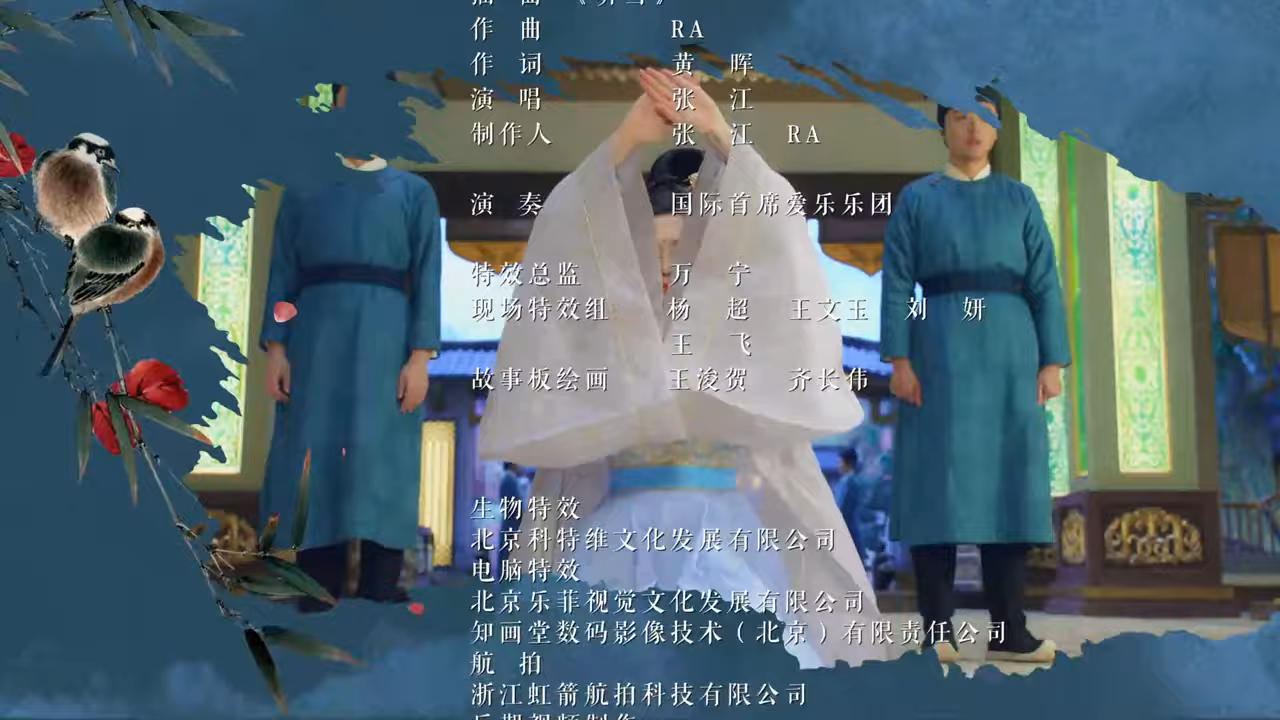 作曲 RA
作词 黄晖
演唱 张江
制作人 张江 RA
演奏 国际首席爱乐乐团
特效总监 万宁
现场特效组 杨超 王文玉 刘妍
王飞
故事板绘画 王浚贺 齐长伟
生物特效
北京科特维文化发展有限公司
电脑特效
北京乐菲视觉文化发展有限公司
知画堂数码影像技术（北京）有限责任公司
航拍
浙江虹箭航拍科技有限公司